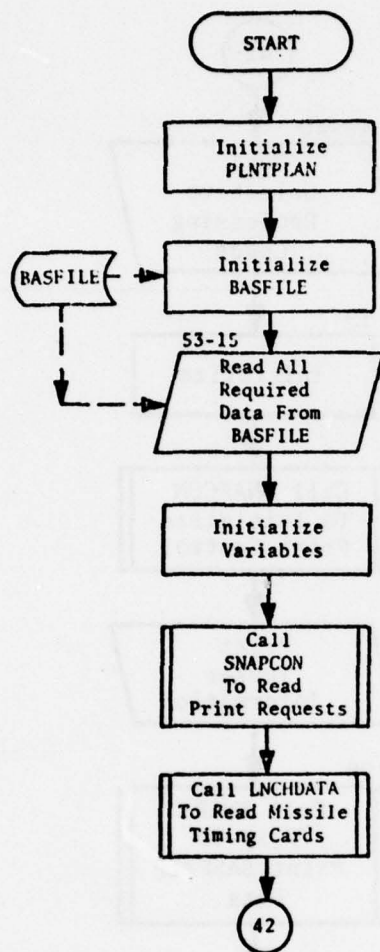 START
Initialize
PLNTPLAN
BASFILE
Initialize
BASFILE
53-15
Read All
Required
Data From
BASFILE
Initialize
Variables
Call
SNAPCON
To Read
Print Requests
Call LNCHDATA
To Read Missile
Timing Cards
42